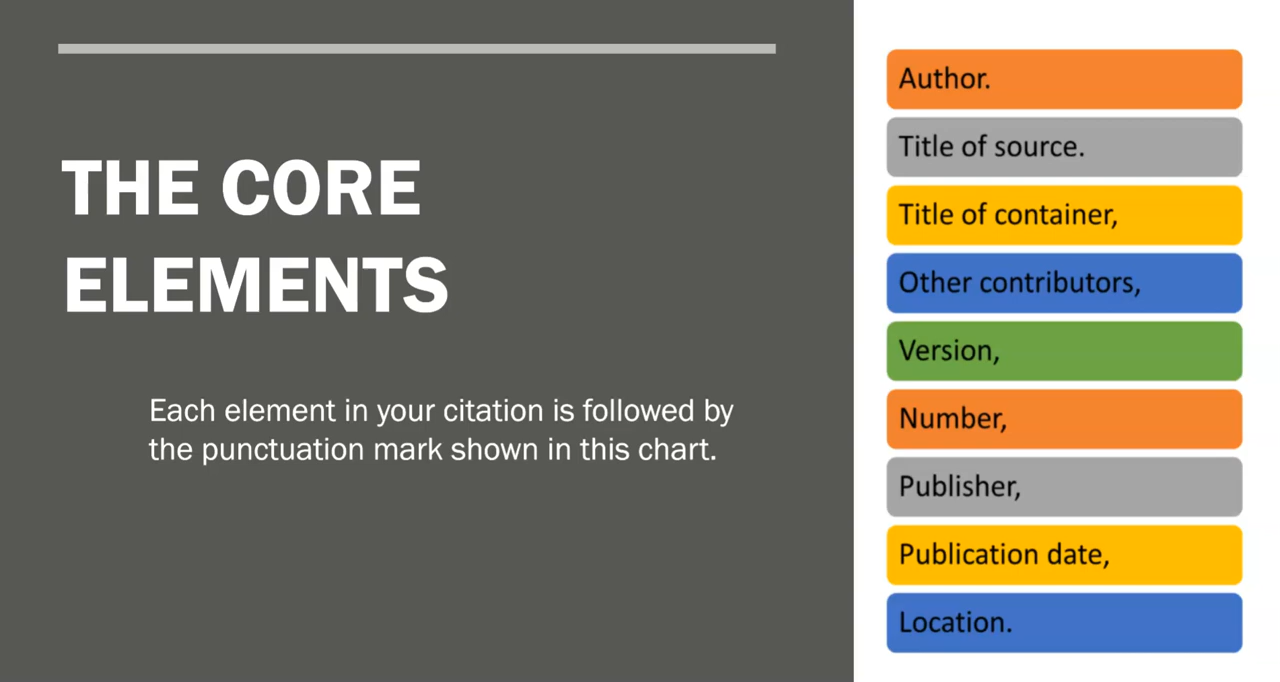 THE CORE
ELEMENTS
Each element in your citation is followed by
the punctuation mark shown in this chart.
Author.
Title of source.
Title of container,
Other contributors,
Version,
Number,
Publisher,
Publication date,
Location.